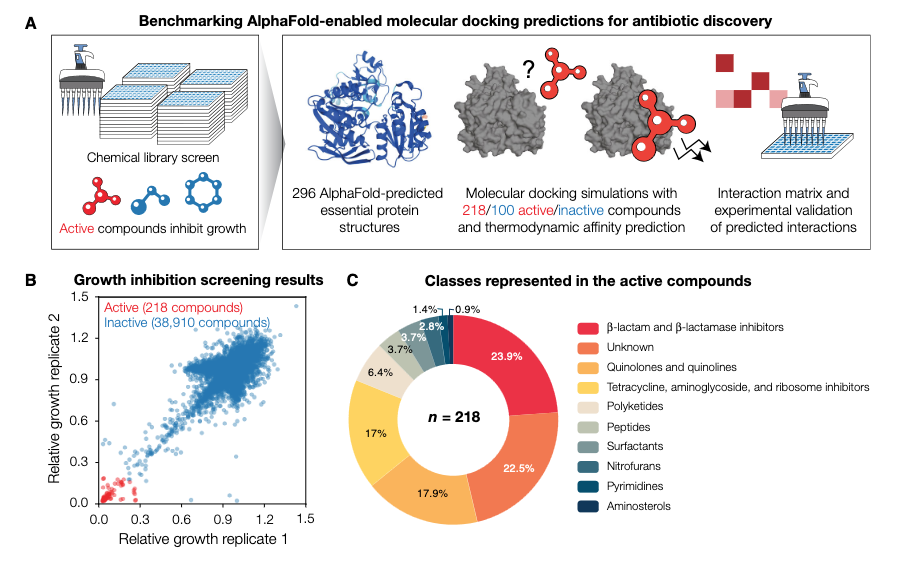 A
Benchmarking AlphaFold-enabled molecular docking predictions for antibiotic discovery
Chemical library screen
Active compounds inhibit growth
296 AlphaFold-predicted
essential protein
structures
?
Molecular docking simulations with
218/100 active/inactive compounds
and thermodynamic affinity prediction
Interaction matrix and
experimental validation
of predicted interactions
B
Growth inhibition screening results
Active (218 compounds)
Inactive (38,910 compounds)
Relative growth replicate 2
1.5
1.2
0.9
0.6
0.3
0.0
0.0 0.3 0.6 0.9 1.2 1.5
Relative growth replicate 1
C
Classes represented in the active compounds
1.4%
0.9%
2.8%
3.7%
3.7%
6.4%
17%
17.9%
22.5%
23.9%
n = 218
β-lactam and β-lactamase inhibitors
Unknown
Quinolones and quinolines
Tetracycline, aminoglycoside, and ribosome inhibitors
Polyketides
Peptides
Surfactants
Nitrofurans
Pyrimidines
Aminosterols